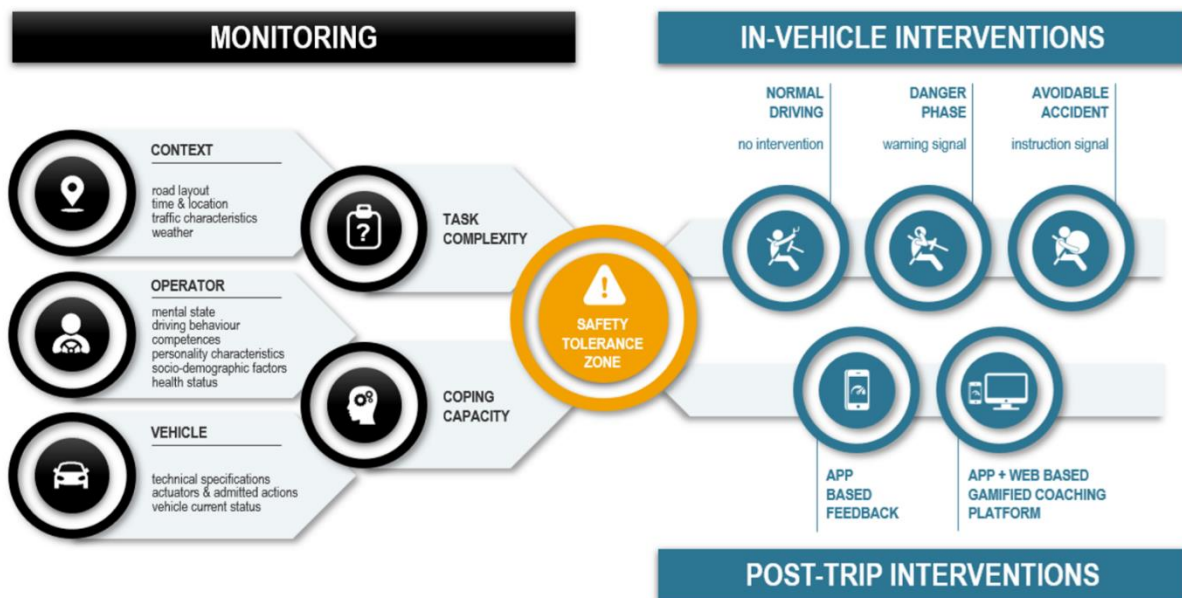 MONITORING
CONTEXT
road layout
time & location
traffic characteristics
weather
OPERATOR
mental state
driving behaviour
competences
personality characteristics
socio-demographic factors
health status
VEHICLE
technical specifications
actuators & admitted actions
vehicle current status
?
TASK
COMPLEXITY
COPING
CAPACITY
!
SAFETY
TOLERANCE
ZONE
IN-VEHICLE INTERVENTIONS
NORMAL
DRIVING
no intervention
DANGER
PHASE
warning signal
AVOIDABLE
ACCIDENT
instruction signal
APP
BASED
FEEDBACK
APP + WEB BASED
GAMIFIED COACHING
PLATFORM
POST-TRIP INTERVENTIONS